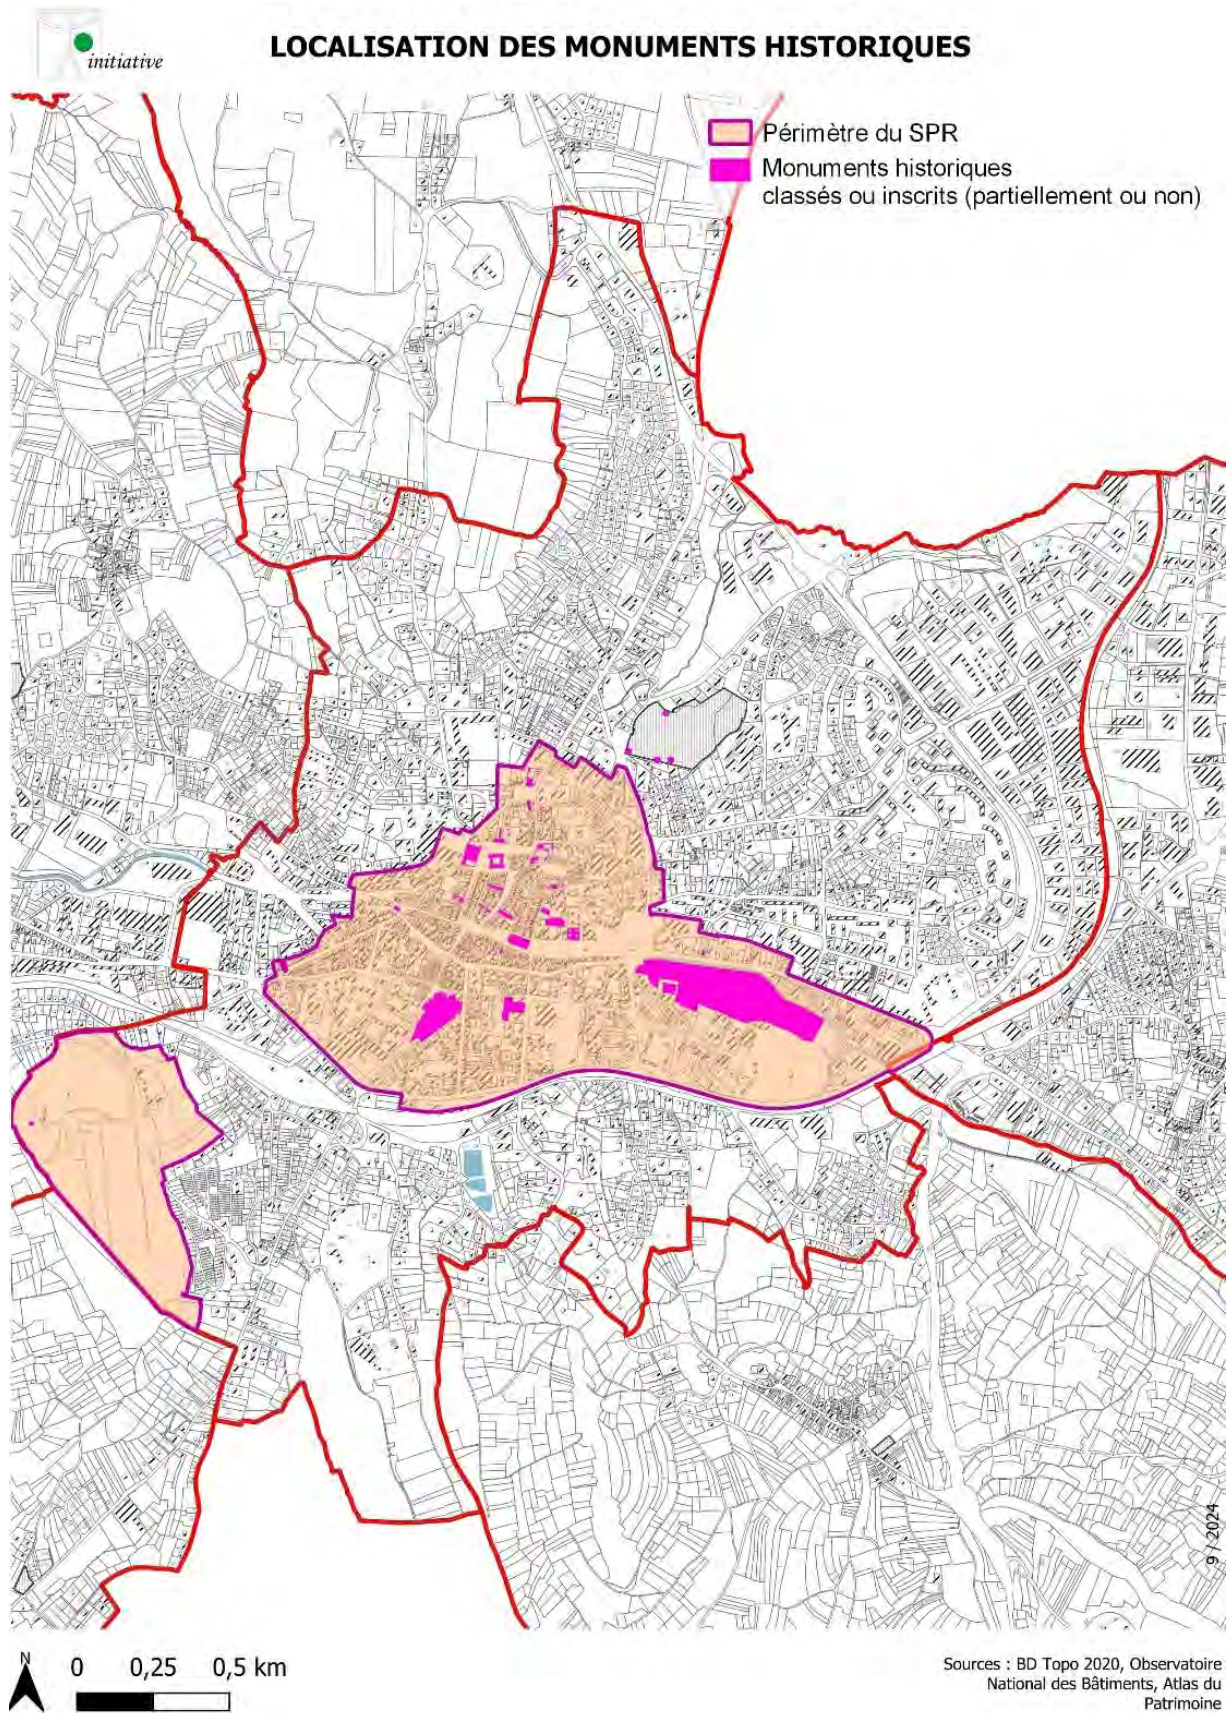 initiative
LOCALISATION DES MONUMENTS HISTORIQUES
Périmètre du SPR
Monuments historiques
classés ou inscrits (partiellement ou non)
9 / 2024
N
0 0,25 0,5 km
Sources : BD Topo 2020, Observatoire
National des Bâtiments, Atlas du
Patrimoine